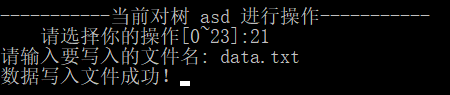 -----------当前对树 asd 进行操作-----------
请选择你的操作[0~23]:21
请输入要写入的文件名: data.txt
数据写入文件成功!